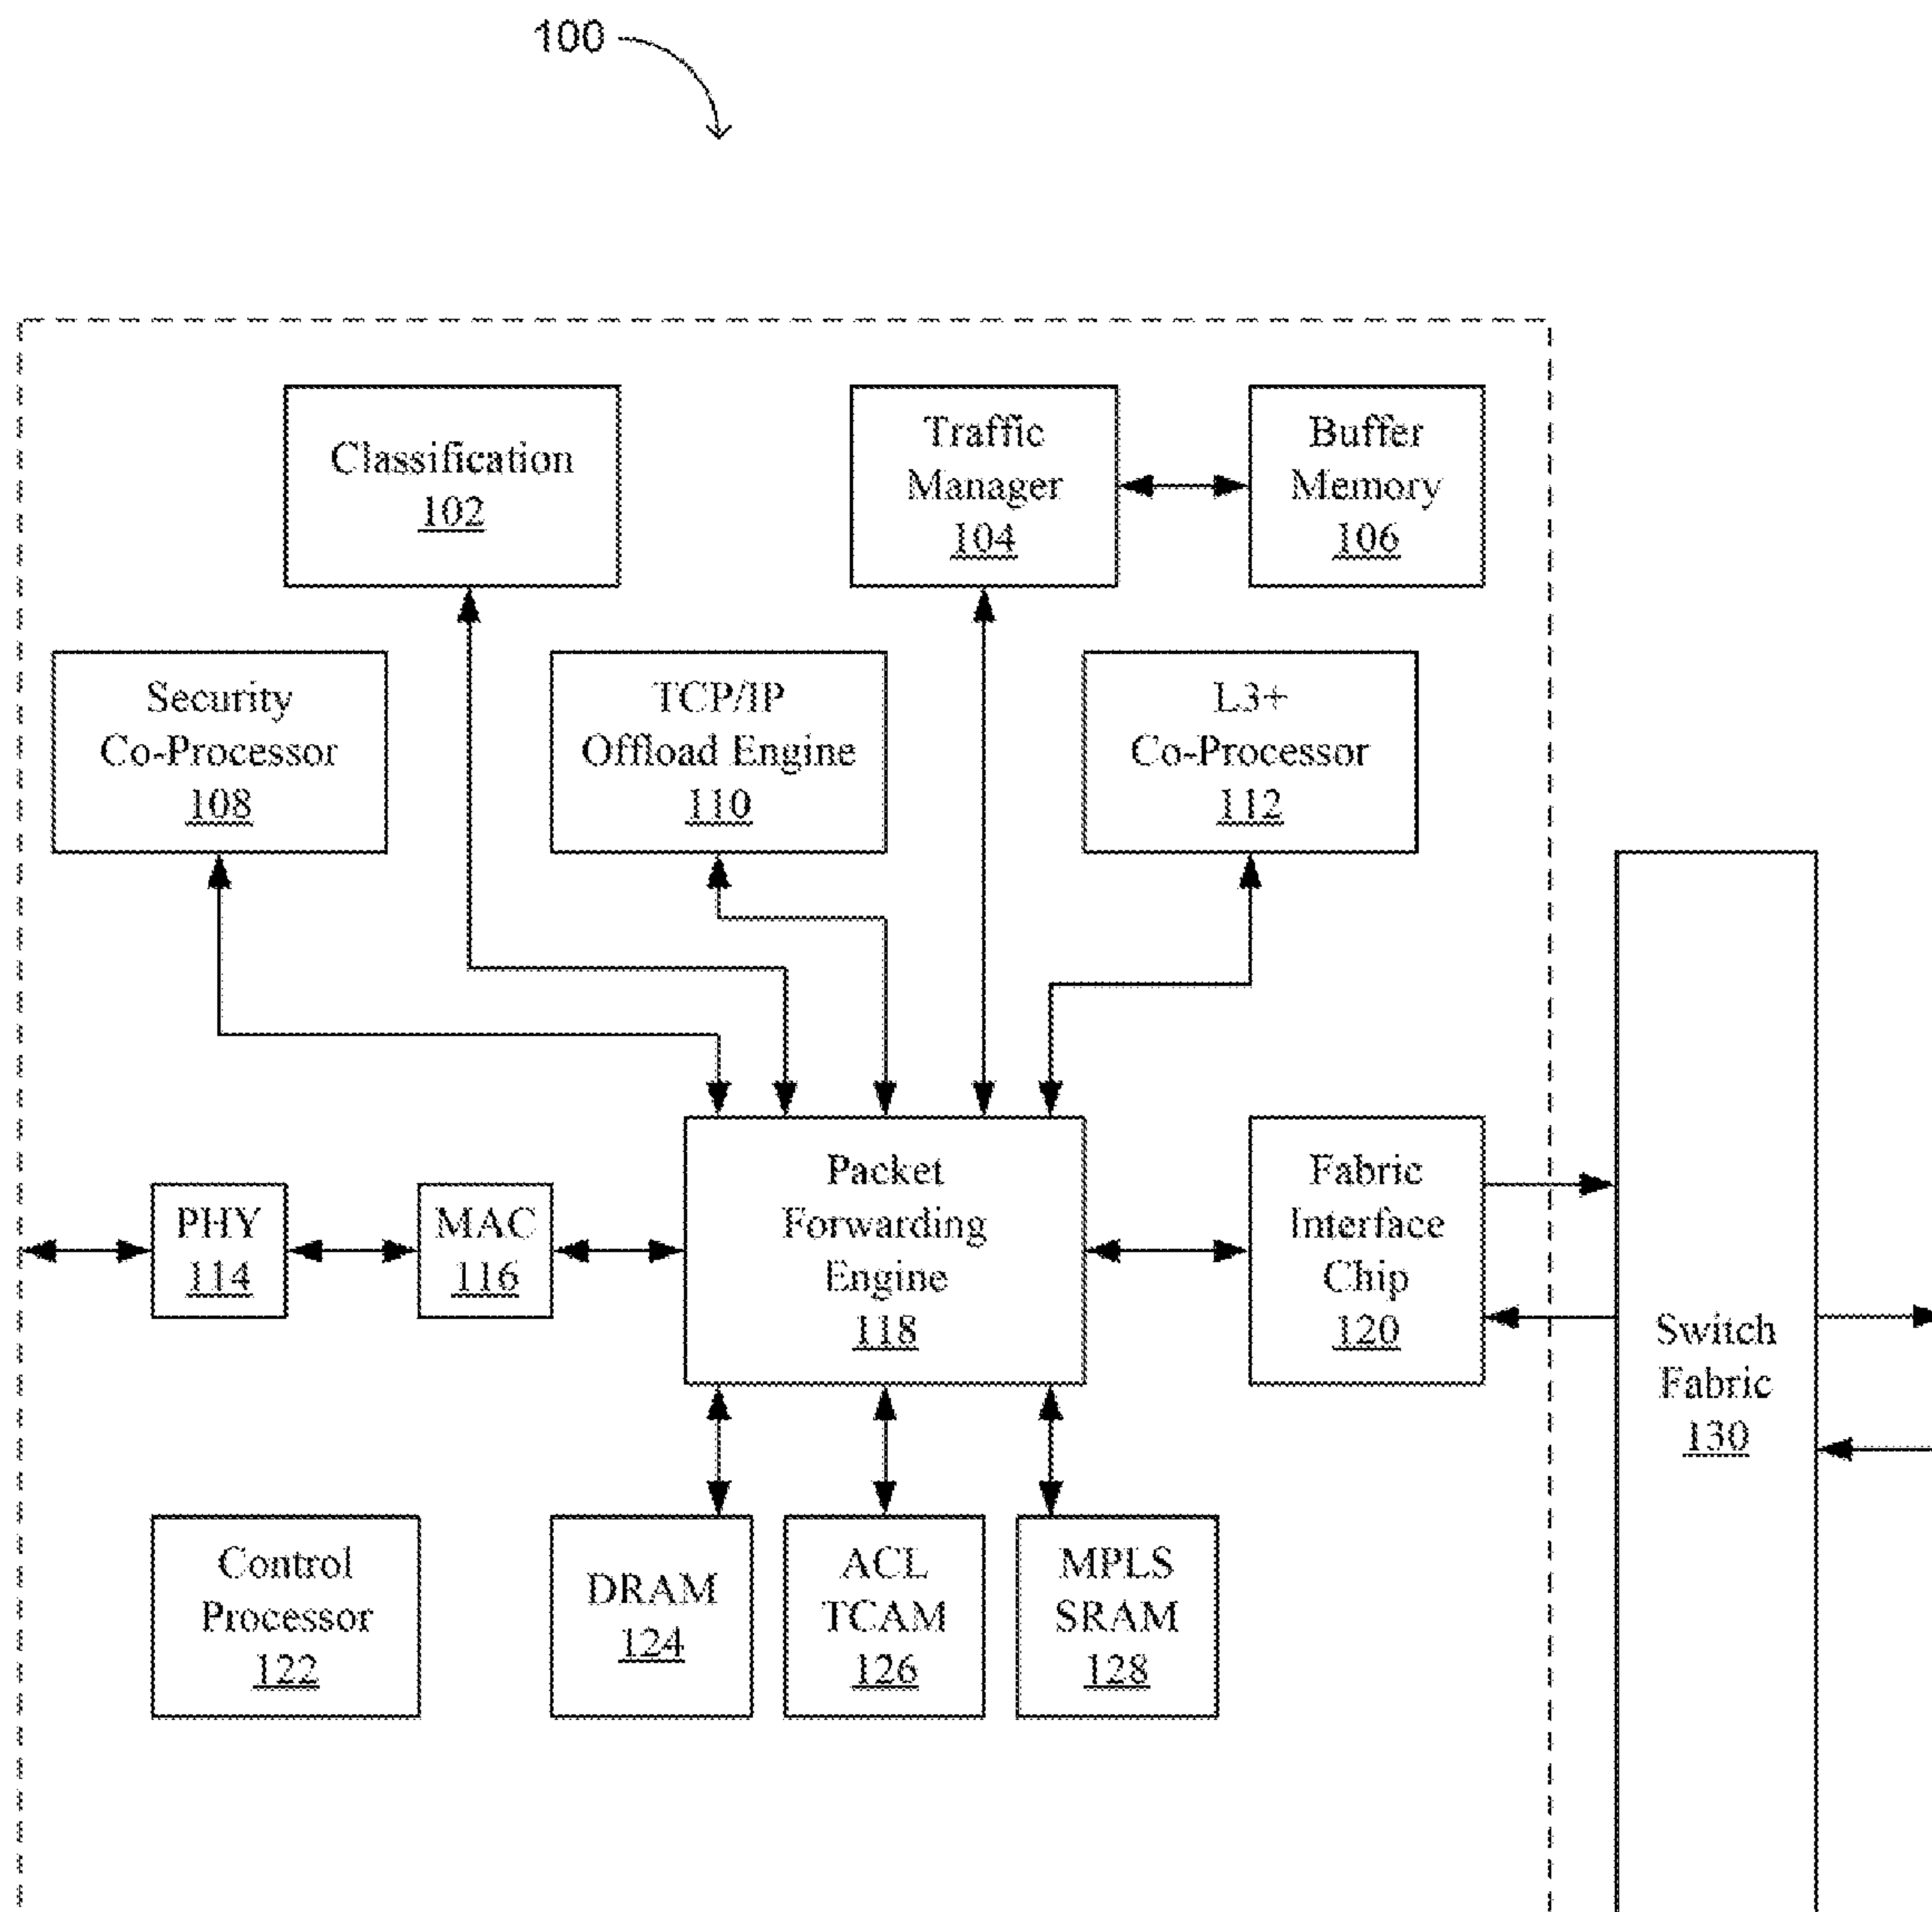 100
Classification
102
Traffic
Manager
104
Buffer
Memory
106
Security
Co-Processor
108
TCP/IP
Offload Engine
110
L3+
Co-Processor
112
PHY
114
MAC
116
Packet
Forwarding
Engine
118
Fabric
Interface
Chip
120
Switch
Fabric
130
Control
Processor
122
DRAM
124
ACL
TCAM
126
MPLS
SRAM
128